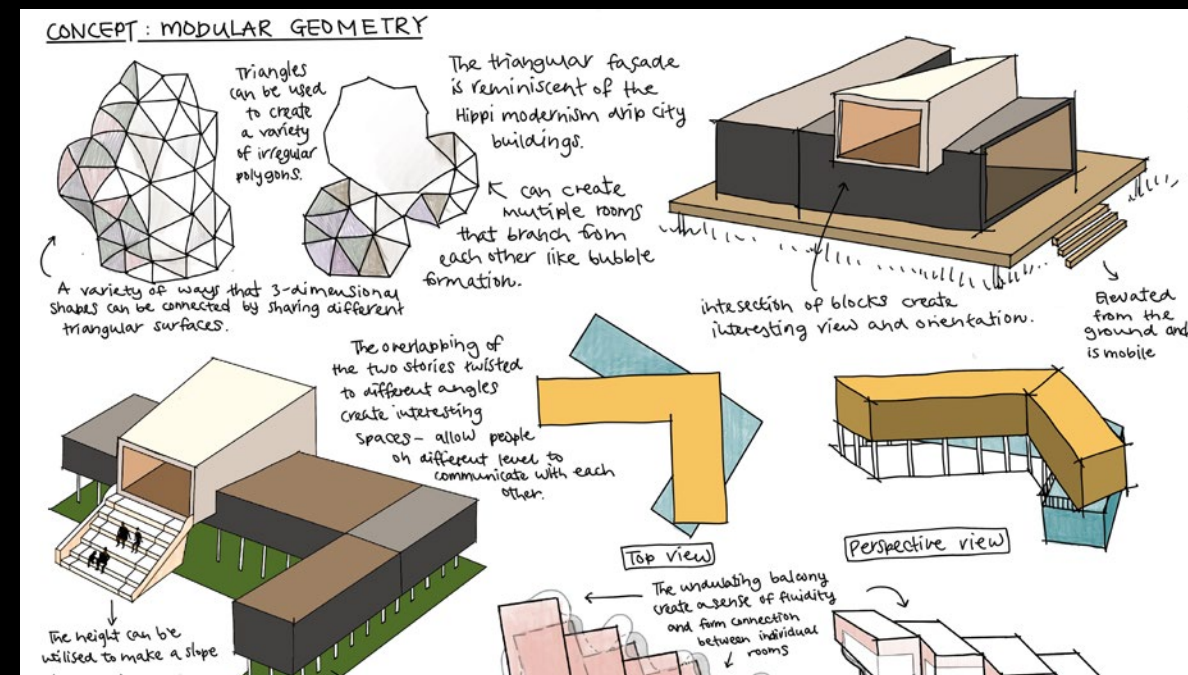 CONCEPT : MODULAR GEOMETRY
Triangles
can be used
to create
a variety
of irregular
polygons.
The triangular façade
is reminiscent of the
Hippi modernism drip city
buildings.
can create
multiple rooms
that branch from
each other like bubble
formation.
A variety of ways that 3-dimensional
shapes can be connected by sharing different
triangular surfaces.
intesection of blocks create
interesting view and orientation.
Elevated
from the
ground and
is mobile
The overlapping of
the two stories twisted
to different angles
create interesting
spaces - allow people
on different level to
communicate with each
other.
Top view
Perspective view
The height can be
utilised to make a slope
The undulating balcony
create a sense of fluidity
and form connection
between individual
rooms